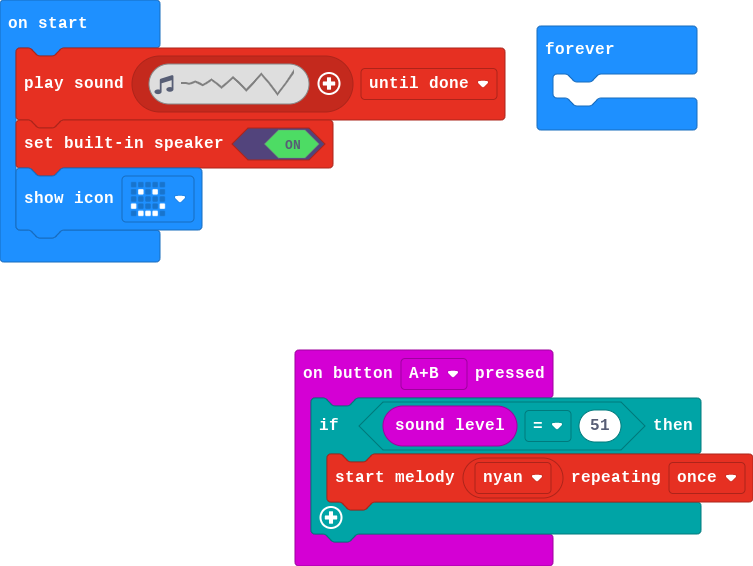 on start
forever
play sound until done
set built-in speaker ON
show icon
on button A+B pressed
if sound level = 51 then
start melody nyan repeating once